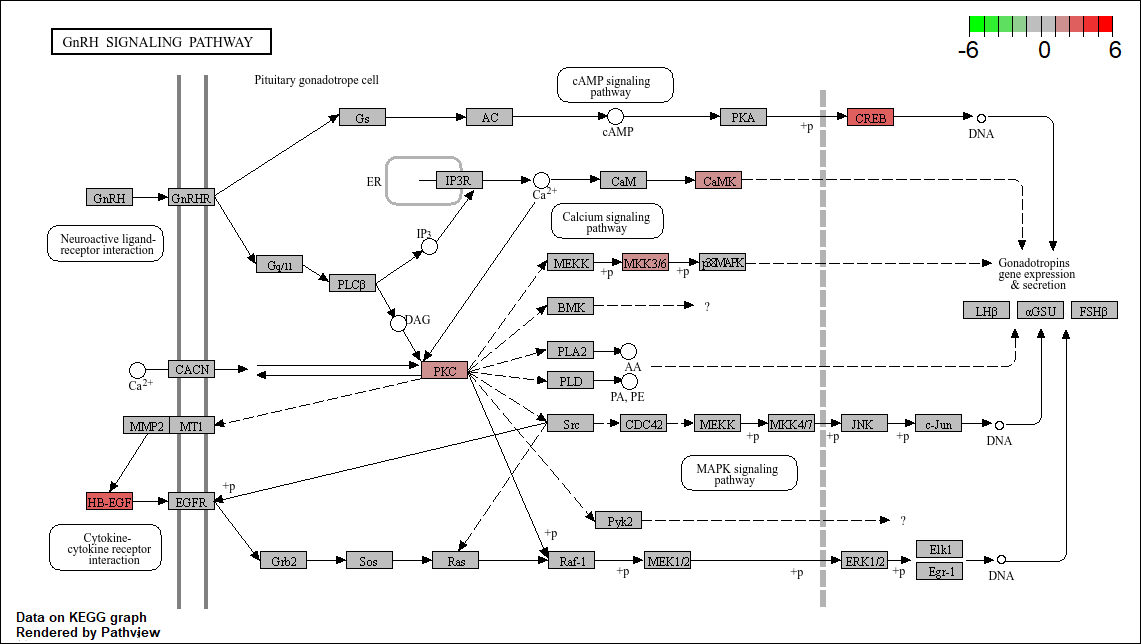 GnRH SIGNALING PATHWAY
-6 0 6
Pituitary gonadotrope cell
cAMP signaling
pathway
Gs
AC
cAMP
PKA
+p
CREB
DNA
ER
IP3R
Ca2+
CaM
CaMK
GnRH
GnRHR
Neuroactive ligand-
receptor interaction
Calcium signaling
pathway
IP3
Gq/11
PLCβ
DAG
MEKK
+p
MKK3/6
+p
p38MAPK
Gonadotropins
gene expression
& secretion
BMK
?
LHβ
αGSU
FSHβ
PLA2
AA
Ca2+
CACN
PKC
PLD
PA, PE
MMP2
MT1
Src
CDC42
MEKK
+p
MKK4/7
+p
JNK
+p
c-Jun
DNA
MAPK signaling
pathway
HB-EGF
+p
EGFR
Pyk2
?
Cytokine-
cytokine receptor
interaction
Grb2
Sos
Ras
+p
Raf-1
+p
MEK1/2
+p
ERK1/2
+p
Elk1
Egr-1
DNA
Data on KEGG graph
Rendered by Pathview